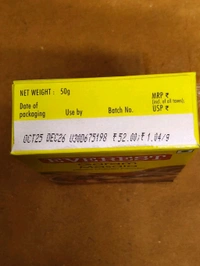 NET WEIGHT: 50g
MRP ₹
(incl. of all taxes)
Date of packaging Use by Batch No. USP ₹
OCT25 DEC26 U30D675198 ₹52.00/₹1.04/g
EVEREST